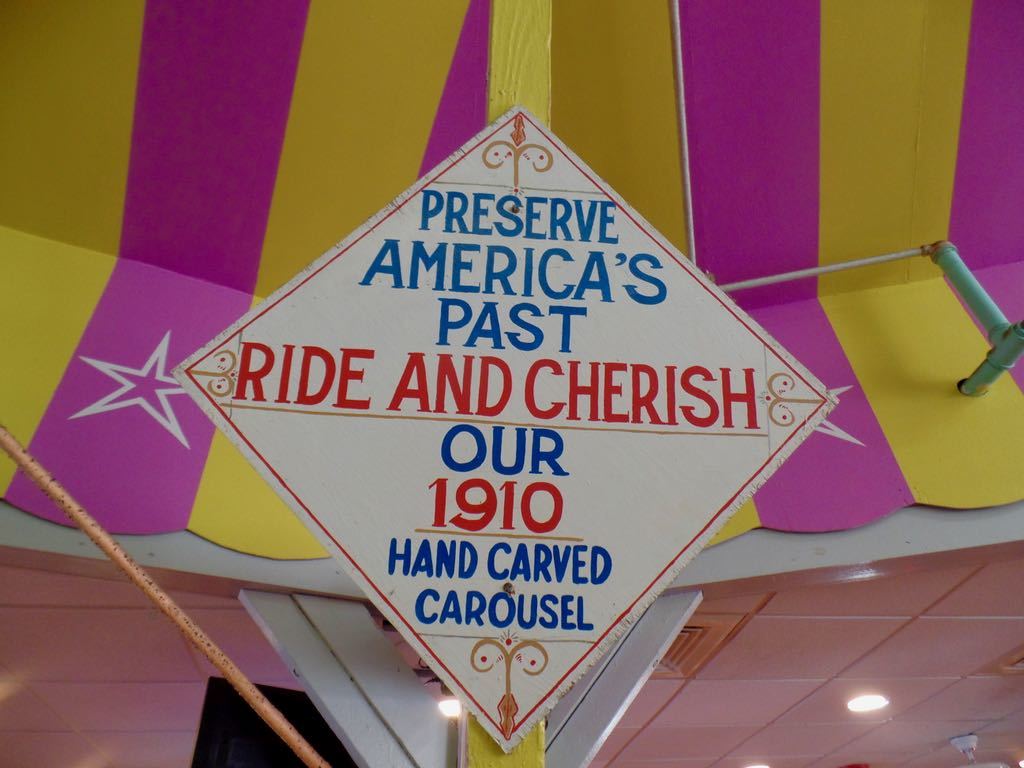 PRESERVE
AMERICA'S
PAST
RIDE AND CHERISH
OUR
1910
HAND CARVED
CAROUSEL